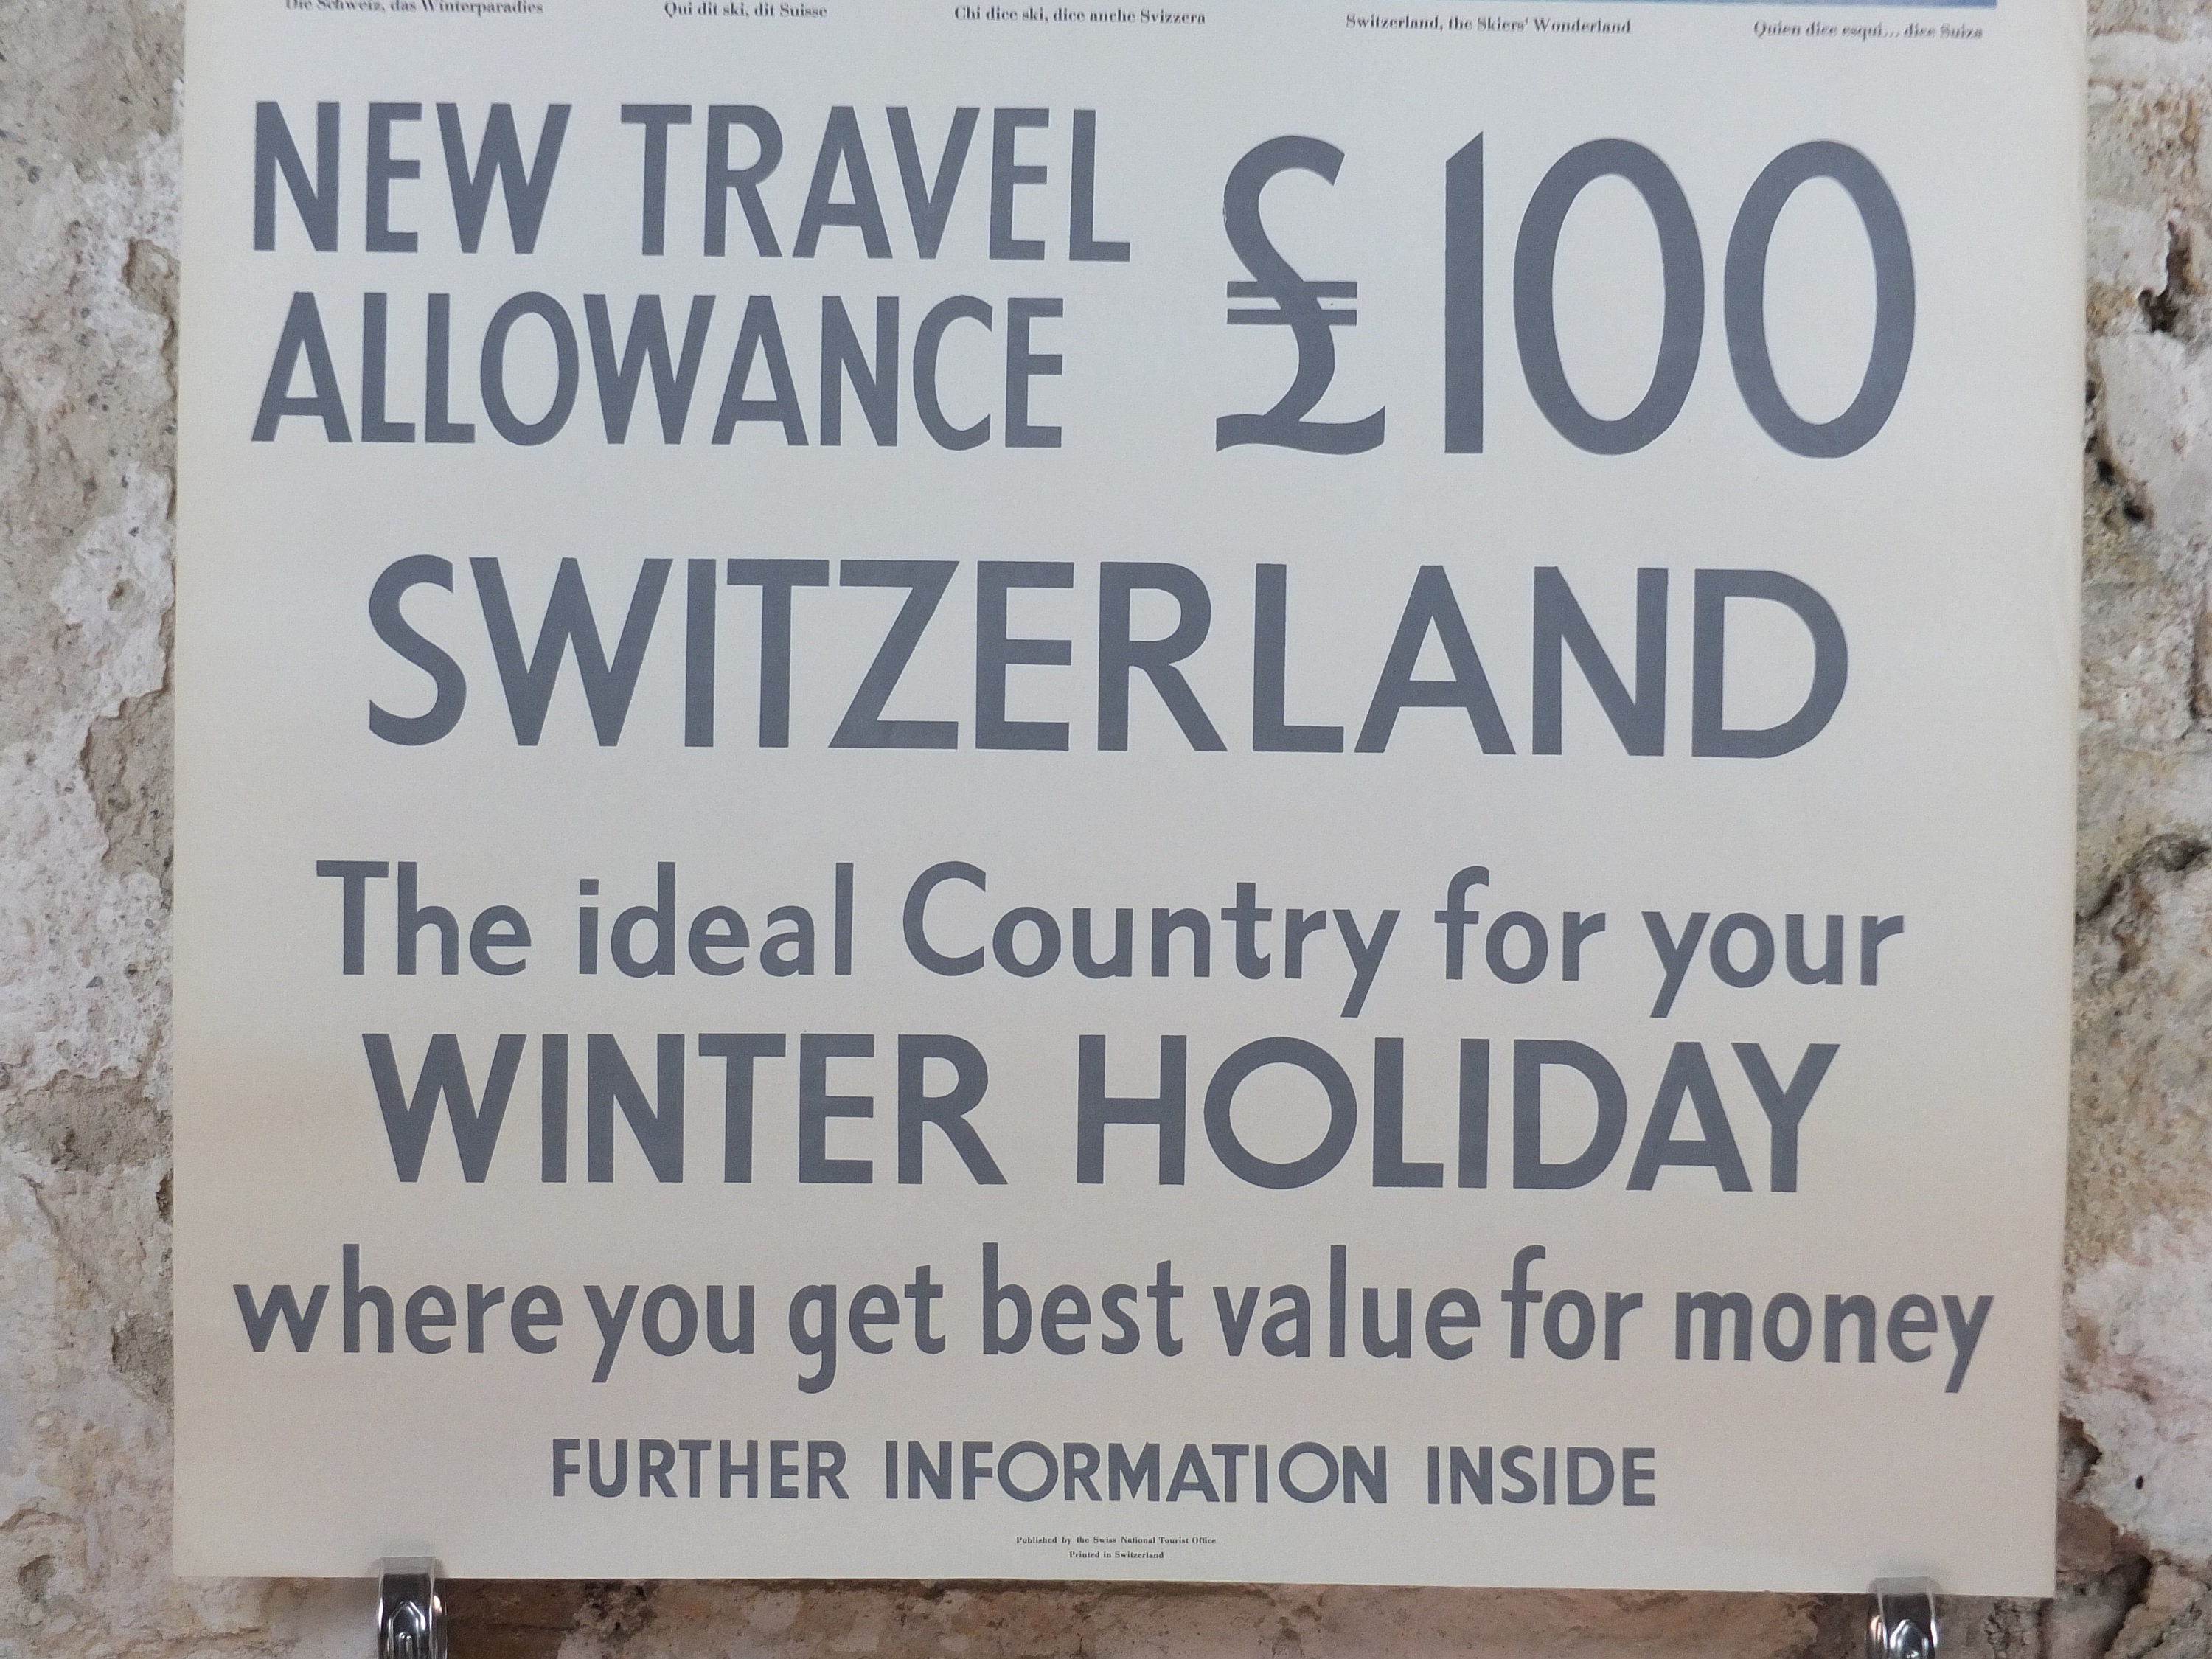 Die Schweiz, das Winterparadies
Qui dit ski, dit Suisse
Chi dice ski, dice anche Svizzera
Switzerland, the Skiers' Wonderland
Quien dice esquí... dice Suiza
NEW TRAVEL
ALLOWANCE
£100
SWITZERLAND
The ideal Country for your
WINTER HOLIDAY
where you get best value for money
FURTHER INFORMATION INSIDE
Published by the Swiss National Tourist Office
Printed in Switzerland